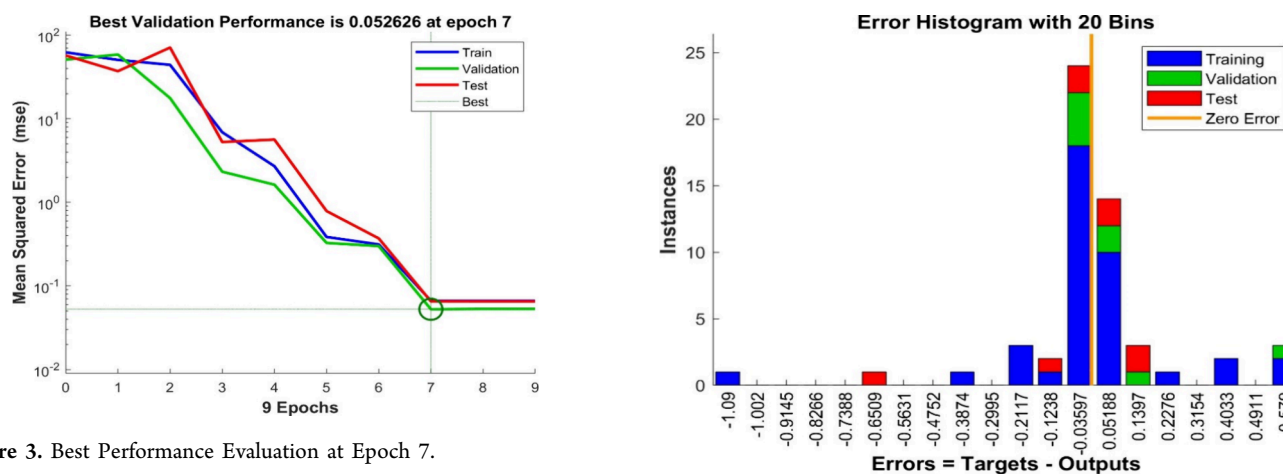 Best Validation Performance is 0.052626 at epoch 7
Mean Squared Error (mse)
10²
10¹
10⁰
10⁻¹
10⁻²
Train
Validation
Test
Best
0 1 2 3 4 5 6 7 8 9
9 Epochs
re 3. Best Performance Evaluation at Epoch 7.
Error Histogram with 20 Bins
Instances
25
20
15
10
5
0
Training
Validation
Test
Zero Error
-1.09
-1.002
-0.9145
-0.8266
-0.7388
-0.6509
-0.5631
-0.4752
-0.3874
-0.2995
-0.2117
-0.1238
-0.03597
0.05188
0.1397
0.2276
0.3154
0.4033
0.4911
Errors = Targets - Outputs